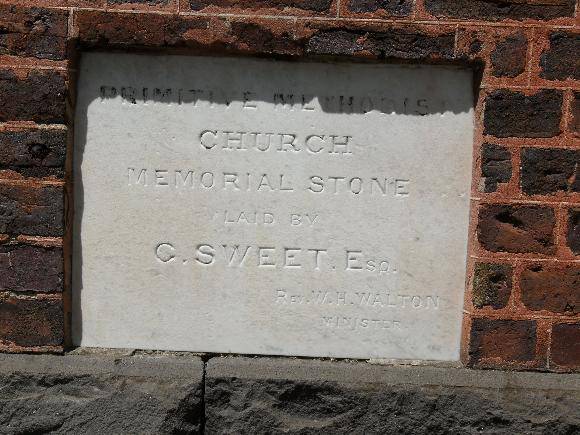 PRIMITIVE METHODIST
CHURCH
MEMORIAL STONE
LAID BY
C. SWEET. Esq.
Rev. W. H. WALTON
MINISTER.